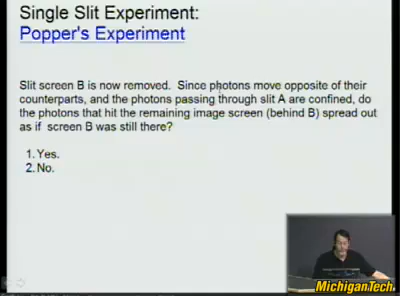 Single Slit Experiment:
Popper's Experiment
Slit screen B is now removed. Since photons move opposite of their
counterparts, and the photons passing through slit A are confined, do
the photons that hit the remaining image screen (behind B) spread out
as if screen B was still there?
1. Yes.
2. No.
MichiganTech